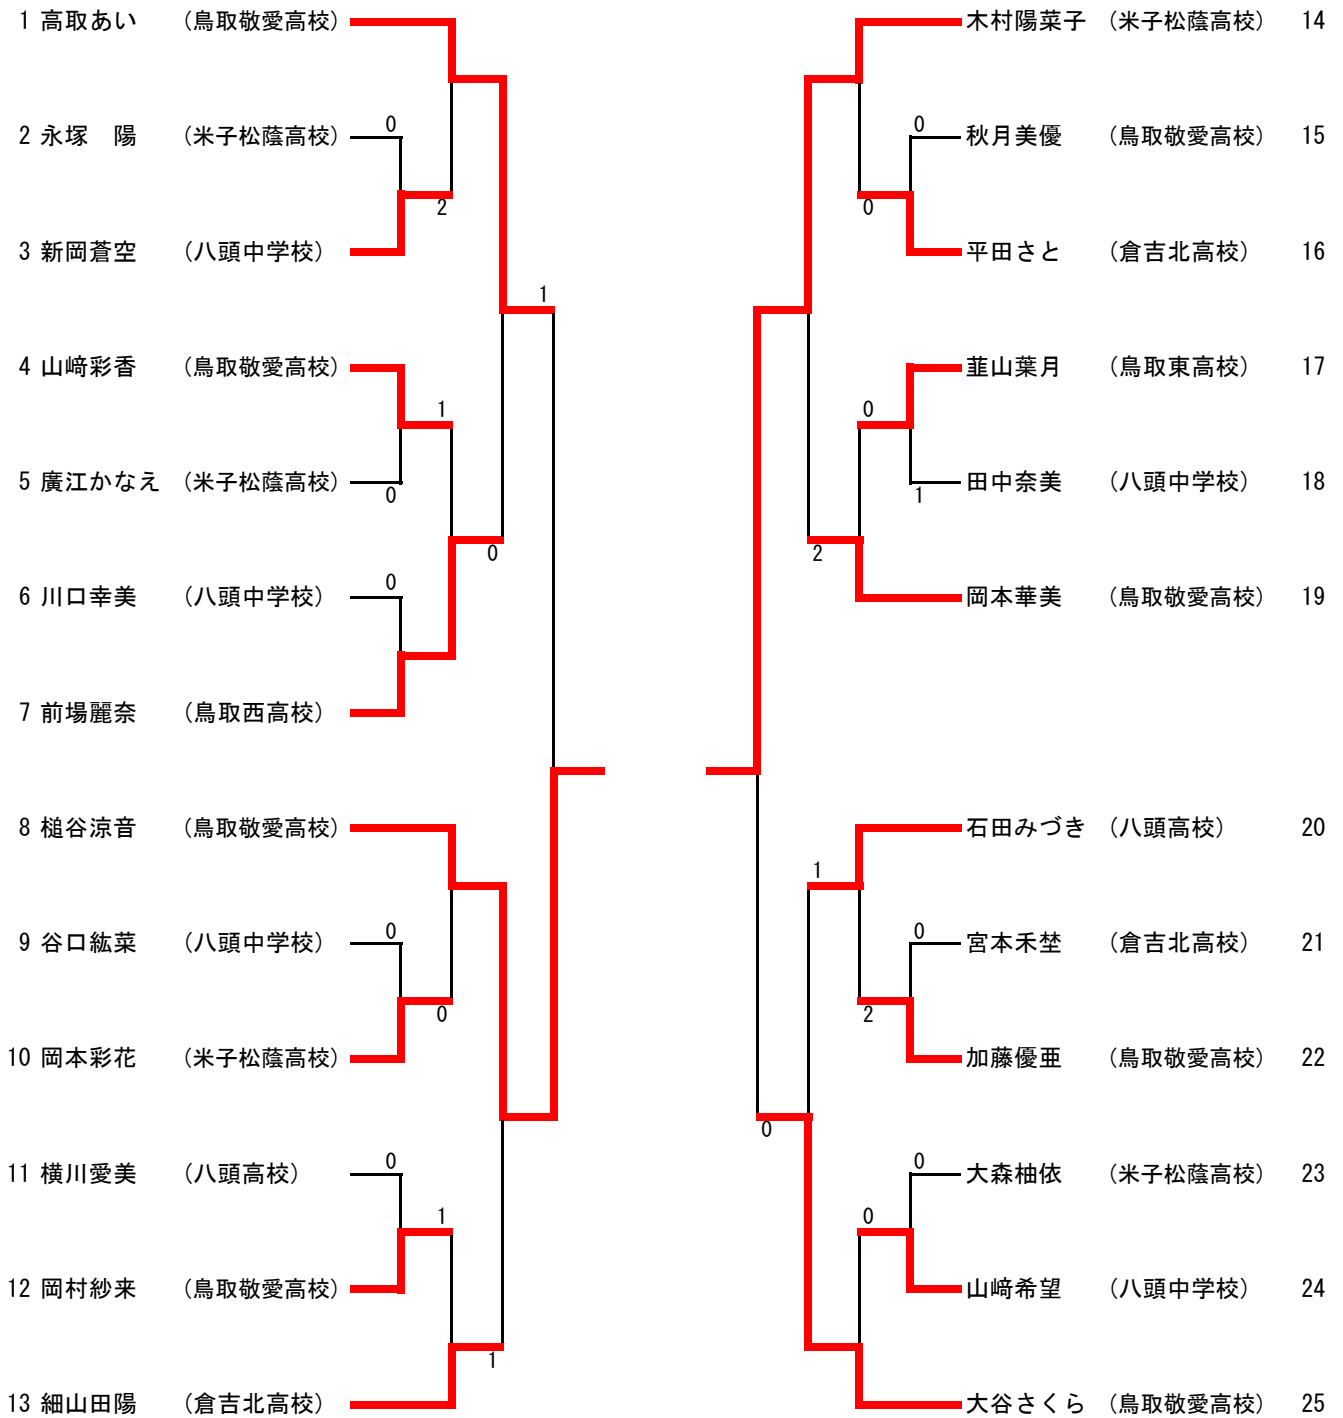 1 高取あい （鳥取敬愛高校）
0
2 永塚　陽 （米子松蔭高校）
2
3 新岡蒼空 （八頭中学校）
1
4 山﨑彩香 （鳥取敬愛高校）
1
5 廣江かなえ （米子松蔭高校）
0
0
6 川口幸美 （八頭中学校）
0
7 前場麗奈 （鳥取西高校）
8 槌谷涼音 （鳥取敬愛高校）
0
9 谷口紘菜 （八頭中学校）
0
10 岡本彩花 （米子松蔭高校）
0
11 横川愛美 （八頭高校）
1
12 岡村紗来 （鳥取敬愛高校）
1
13 細山田陽 （倉吉北高校）
木村陽菜子 （米子松蔭高校） 14
0
秋月美優 （鳥取敬愛高校） 15
0
平田さと （倉吉北高校） 16
韮山葉月 （鳥取東高校） 17
0
田中奈美 （八頭中学校） 18
1
2
岡本華美 （鳥取敬愛高校） 19
石田みづき （八頭高校） 20
1
0
宮本禾埜 （倉吉北高校） 21
2
加藤優亜 （鳥取敬愛高校） 22
0
0
大森柚依 （米子松蔭高校） 23
0
山﨑希望 （八頭中学校） 24
大谷さくら （鳥取敬愛高校） 25